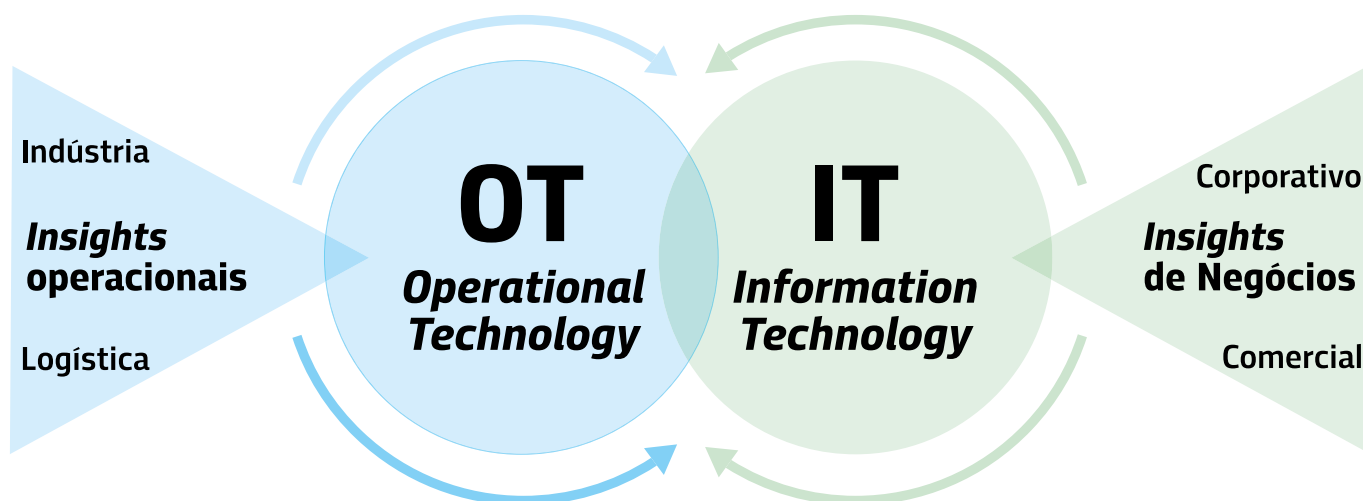 Indústria
Insights
operacionais
Logística
OT
Operational
Technology
IT
Information
Technology
Corporativo
Insights
de Negócios
Comercial